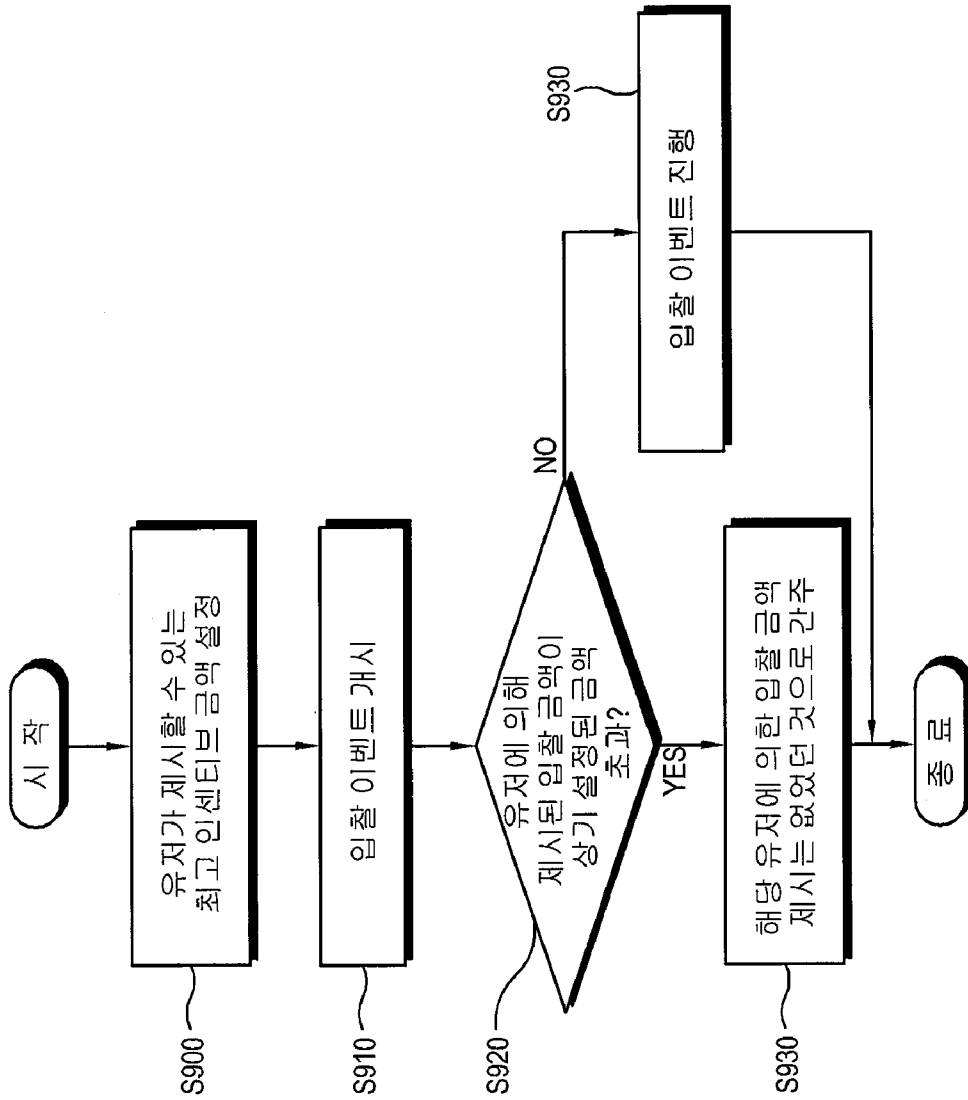 시 작
유저가 제시할 수 있는
최고 인센티브 금액 설정
S900
입찰 이벤트 개시
S910
유저에 의해
제시된 입찰 금액이
상기 설정된 금액
초과?
S920
NO
YES
입찰 이벤트 진행
S930
해당 유저에 의한 입찰 금액
제시는 없었던 것으로 간주
S930
종 료